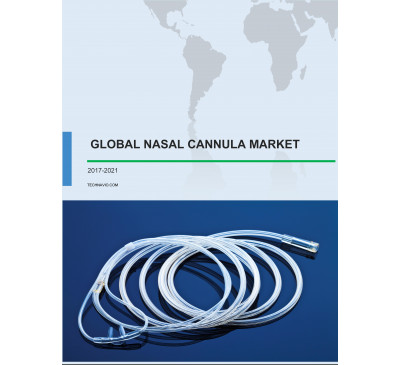 GLOBAL NASAL CANNULA MARKET
2017-2021
TECHNAVIO.COM